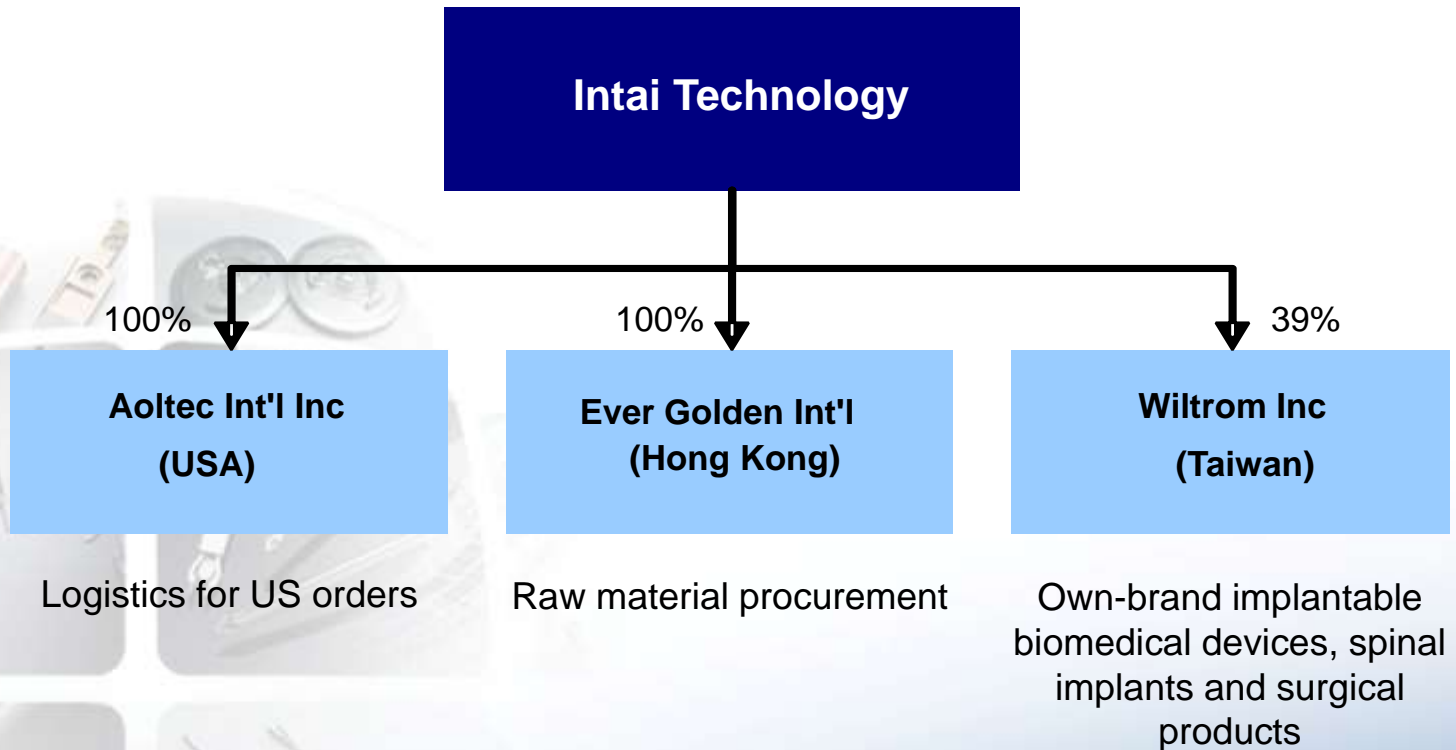 Intai Technology
100%
100%
39%
Aoltec Int'l Inc
(USA)
Ever Golden Int'l
(Hong Kong)
Wiltrom Inc
(Taiwan)
Logistics for US orders
Raw material procurement
Own-brand implantable
biomedical devices, spinal
implants and surgical
products